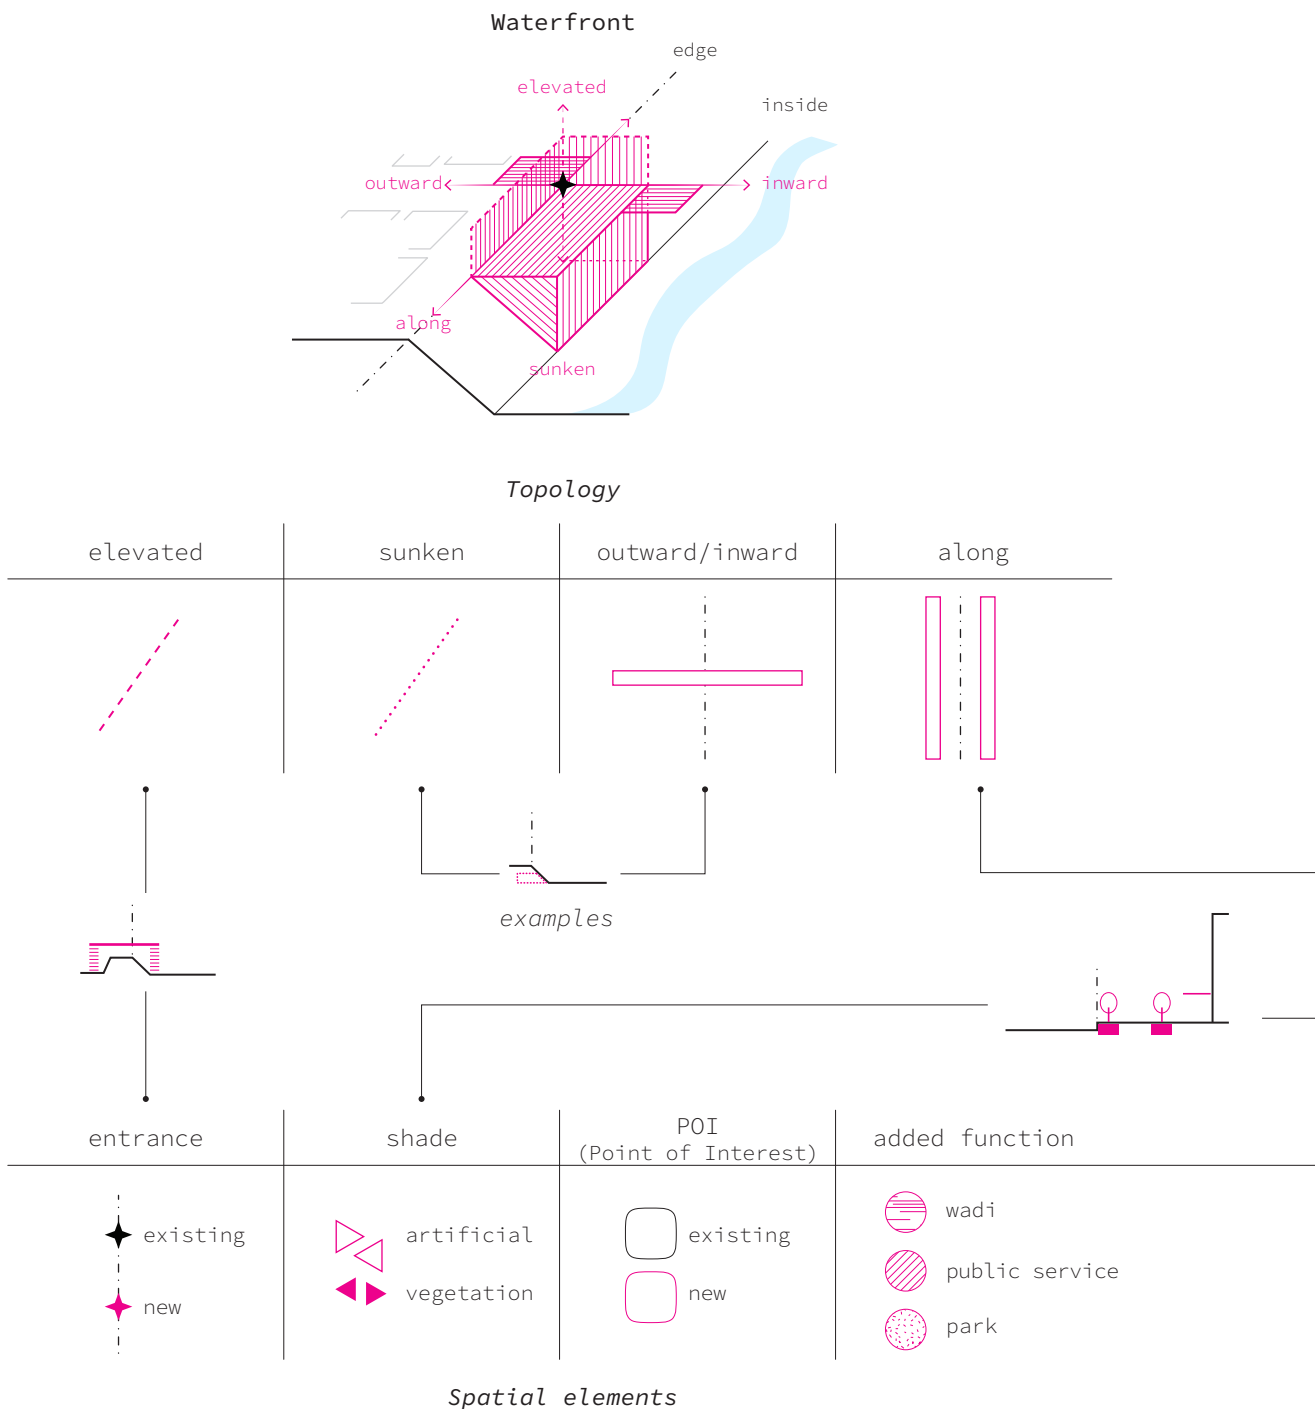 Waterfront
edge
elevated
inside
outward
inward
along
sunken
Topology
elevated
sunken
outward/inward
along
examples
entrance
shade
POI
(Point of Interest)
added function
existing
new
artificial
vegetation
existing
new
wadi
public service
park
Spatial elements